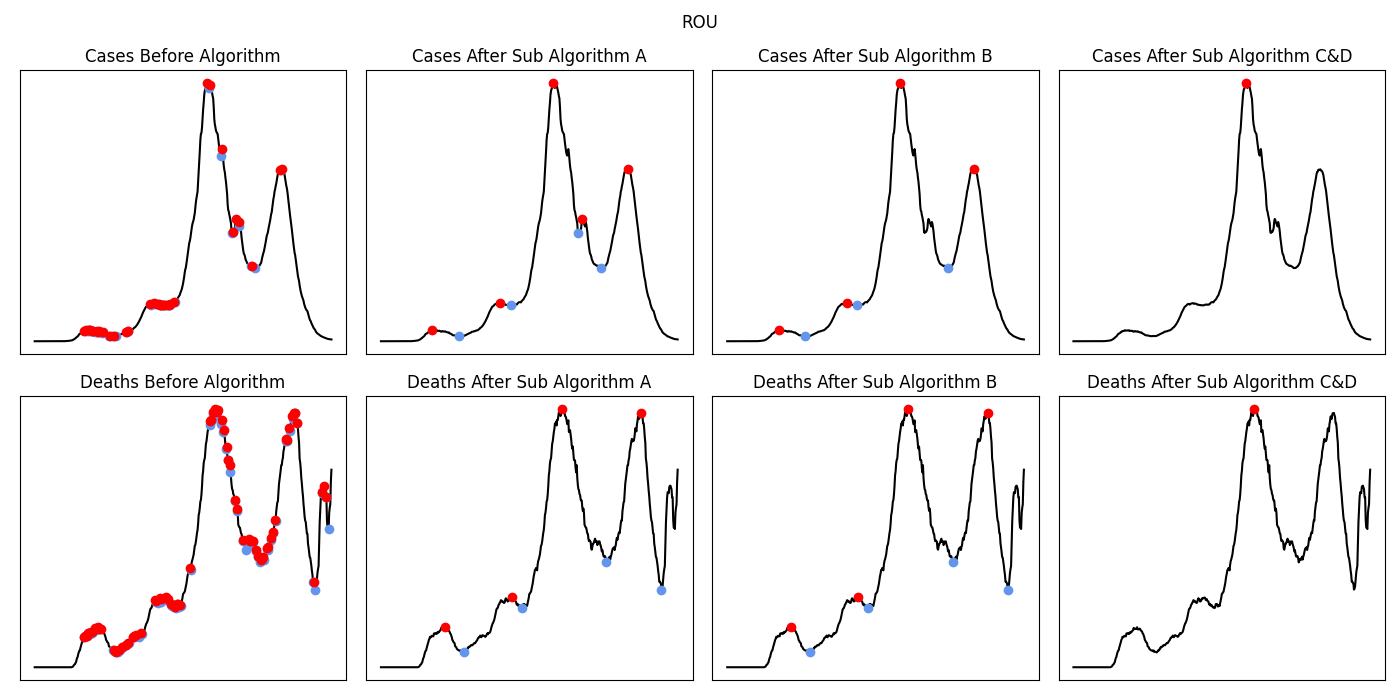 ROU
Cases Before Algorithm
Cases After Sub Algorithm A
Cases After Sub Algorithm B
Cases After Sub Algorithm C&D
Deaths Before Algorithm
Deaths After Sub Algorithm A
Deaths After Sub Algorithm B
Deaths After Sub Algorithm C&D